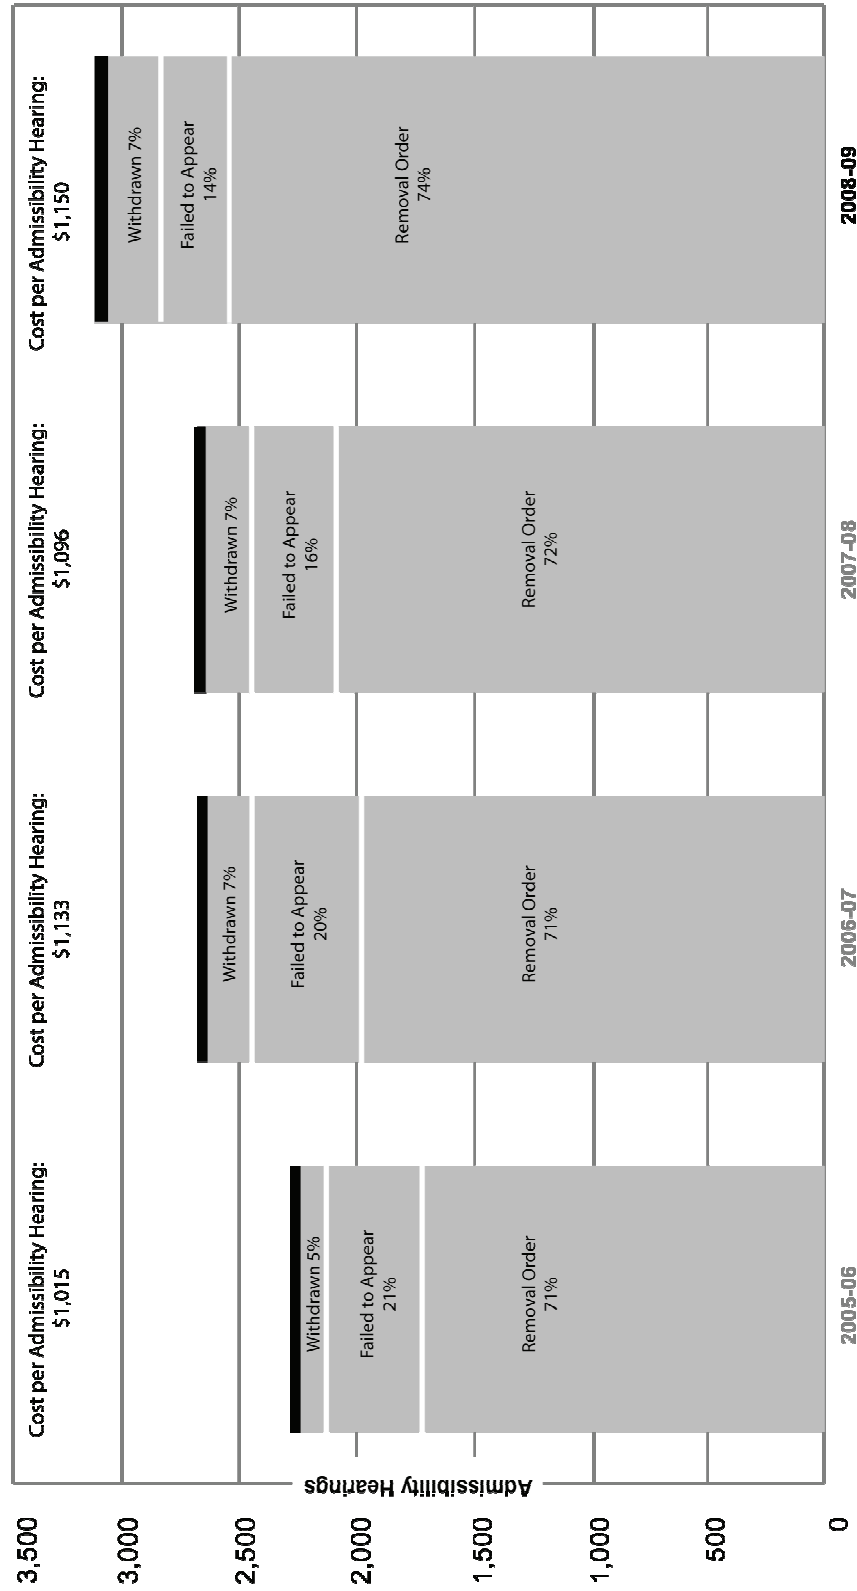 3,500
3,000
2,500
2,000
1,500
1,000
500
0
Admissibility Hearings
Cost per Admissibility Hearing:
$1,015
Withdrawn 5%
Failed to Appear
21%
Removal Order
71%
2005-06
Cost per Admissibility Hearing:
$1,133
Withdrawn 7%
Failed to Appear
20%
Removal Order
71%
2006-07
Cost per Admissibility Hearing:
$1,096
Withdrawn 7%
Failed to Appear
16%
Removal Order
72%
2007-08
Cost per Admissibility Hearing:
$1,150
Withdrawn 7%
Failed to Appear
14%
Removal Order
74%
2008-09